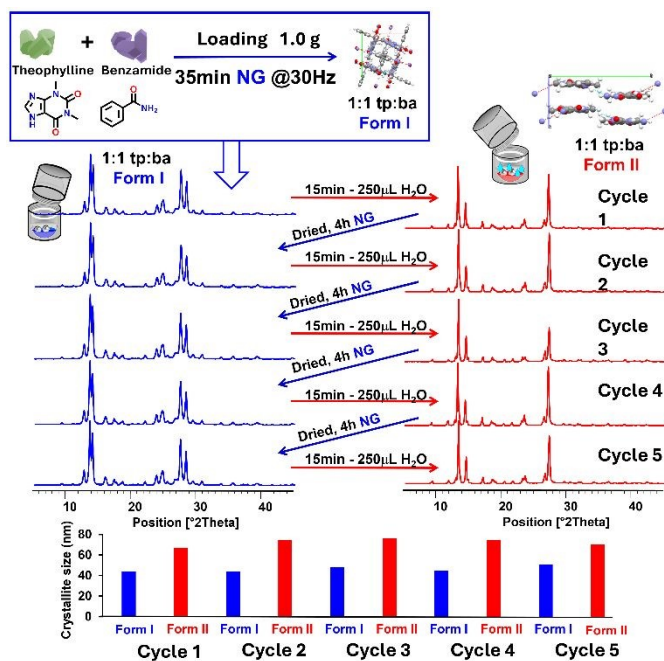 Loading 1.0 g
+
Theophylline
Benzamide
35min NG @30Hz
O
N
N
N
H
N
O
O
NH2
1:1 tp:ba
Form I
1:1 tp:ba
Form II
1:1 tp:ba
Form I
15min - 250μL H2O
Cycle 1
Dried, 4h NG
15min - 250μL H2O
Cycle 2
Dried, 4h NG
15min - 250μL H2O
Cycle 3
Dried, 4h NG
15min - 250μL H2O
Cycle 4
Dried, 4h NG
15min - 250μL H2O
Cycle 5
10 20 30 40
Position [°2Theta]
10 20 30 40
Position [°2Theta]
Crystallite size (nm)
80
60
40
20
0
Form I Form II Form I Form II Form I Form II Form I Form II Form I Form II
Cycle 1 Cycle 2 Cycle 3 Cycle 4 Cycle 5